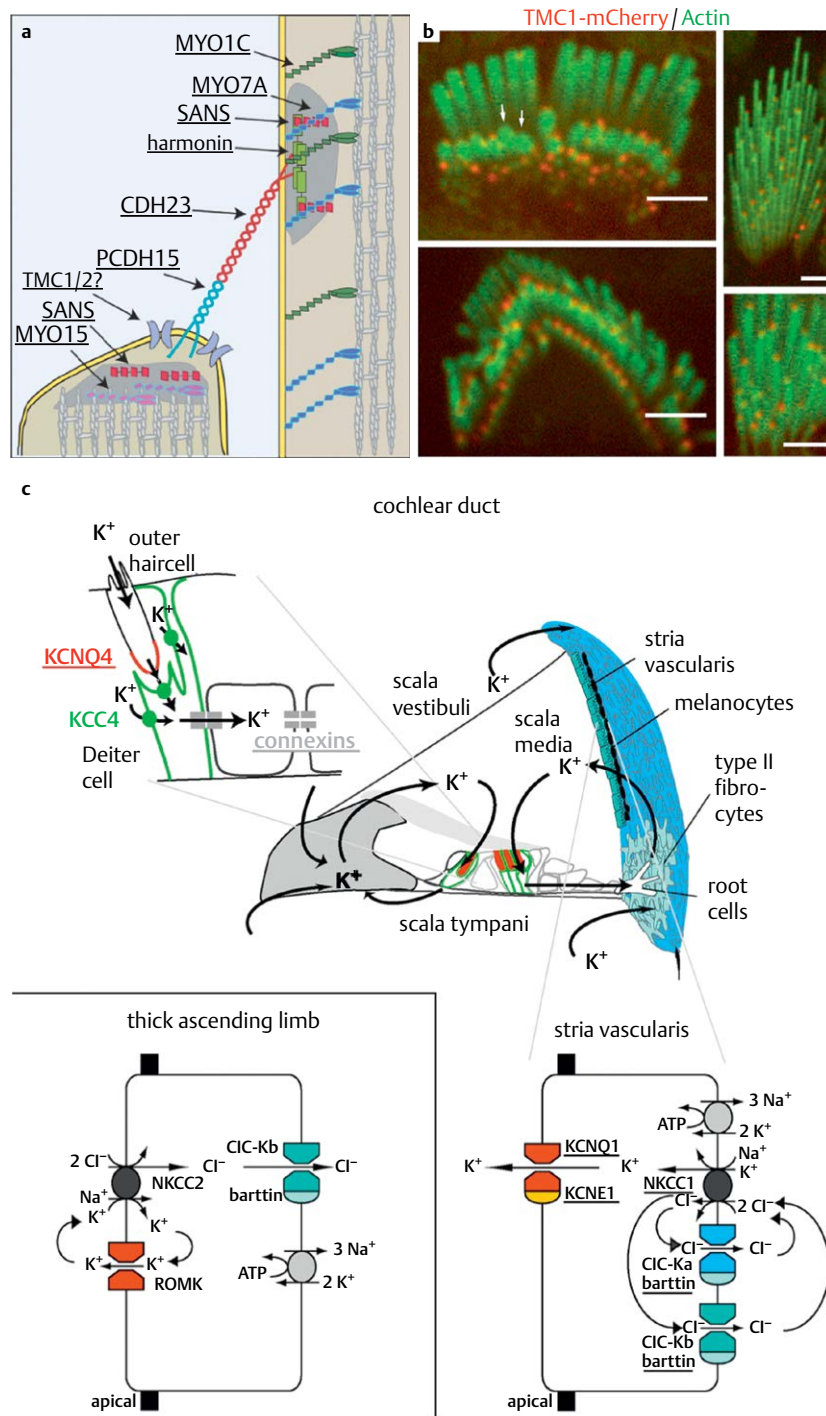 a
MYO1C
MYO7A
SANS
harmonin
CDH23
PCDH15
TMC1/2?
SANS
MYO15
b
TMC1-mCherry/Actin
c
cochlear duct
K+
outer
haircell
K+
KCNQ4
K+
KCC4
K+
connexins
Deiter
cell
scala
vestibuli
K+
stria
vascularis
melanocytes
scala
media
K+
type II
fibro-
cytes
K+
K+
root
cells
scala tympani
K+
thick ascending limb
2 Cl−
NKCC2
Cl−
ClC-Kb
Cl−
barttin
Na+
K+
K+
K+
K+
ROMK
3 Na+
ATP
2 K+
apical
stria vascularis
3 Na+
ATP
2 K+
KCNQ1
K+
K+
KCNE1
Na+
K+
NKCC1
Cl−
2 Cl−
Cl−
Cl−
ClC-Ka
barttin
Cl−
Cl−
ClC-Kb
barttin
apical